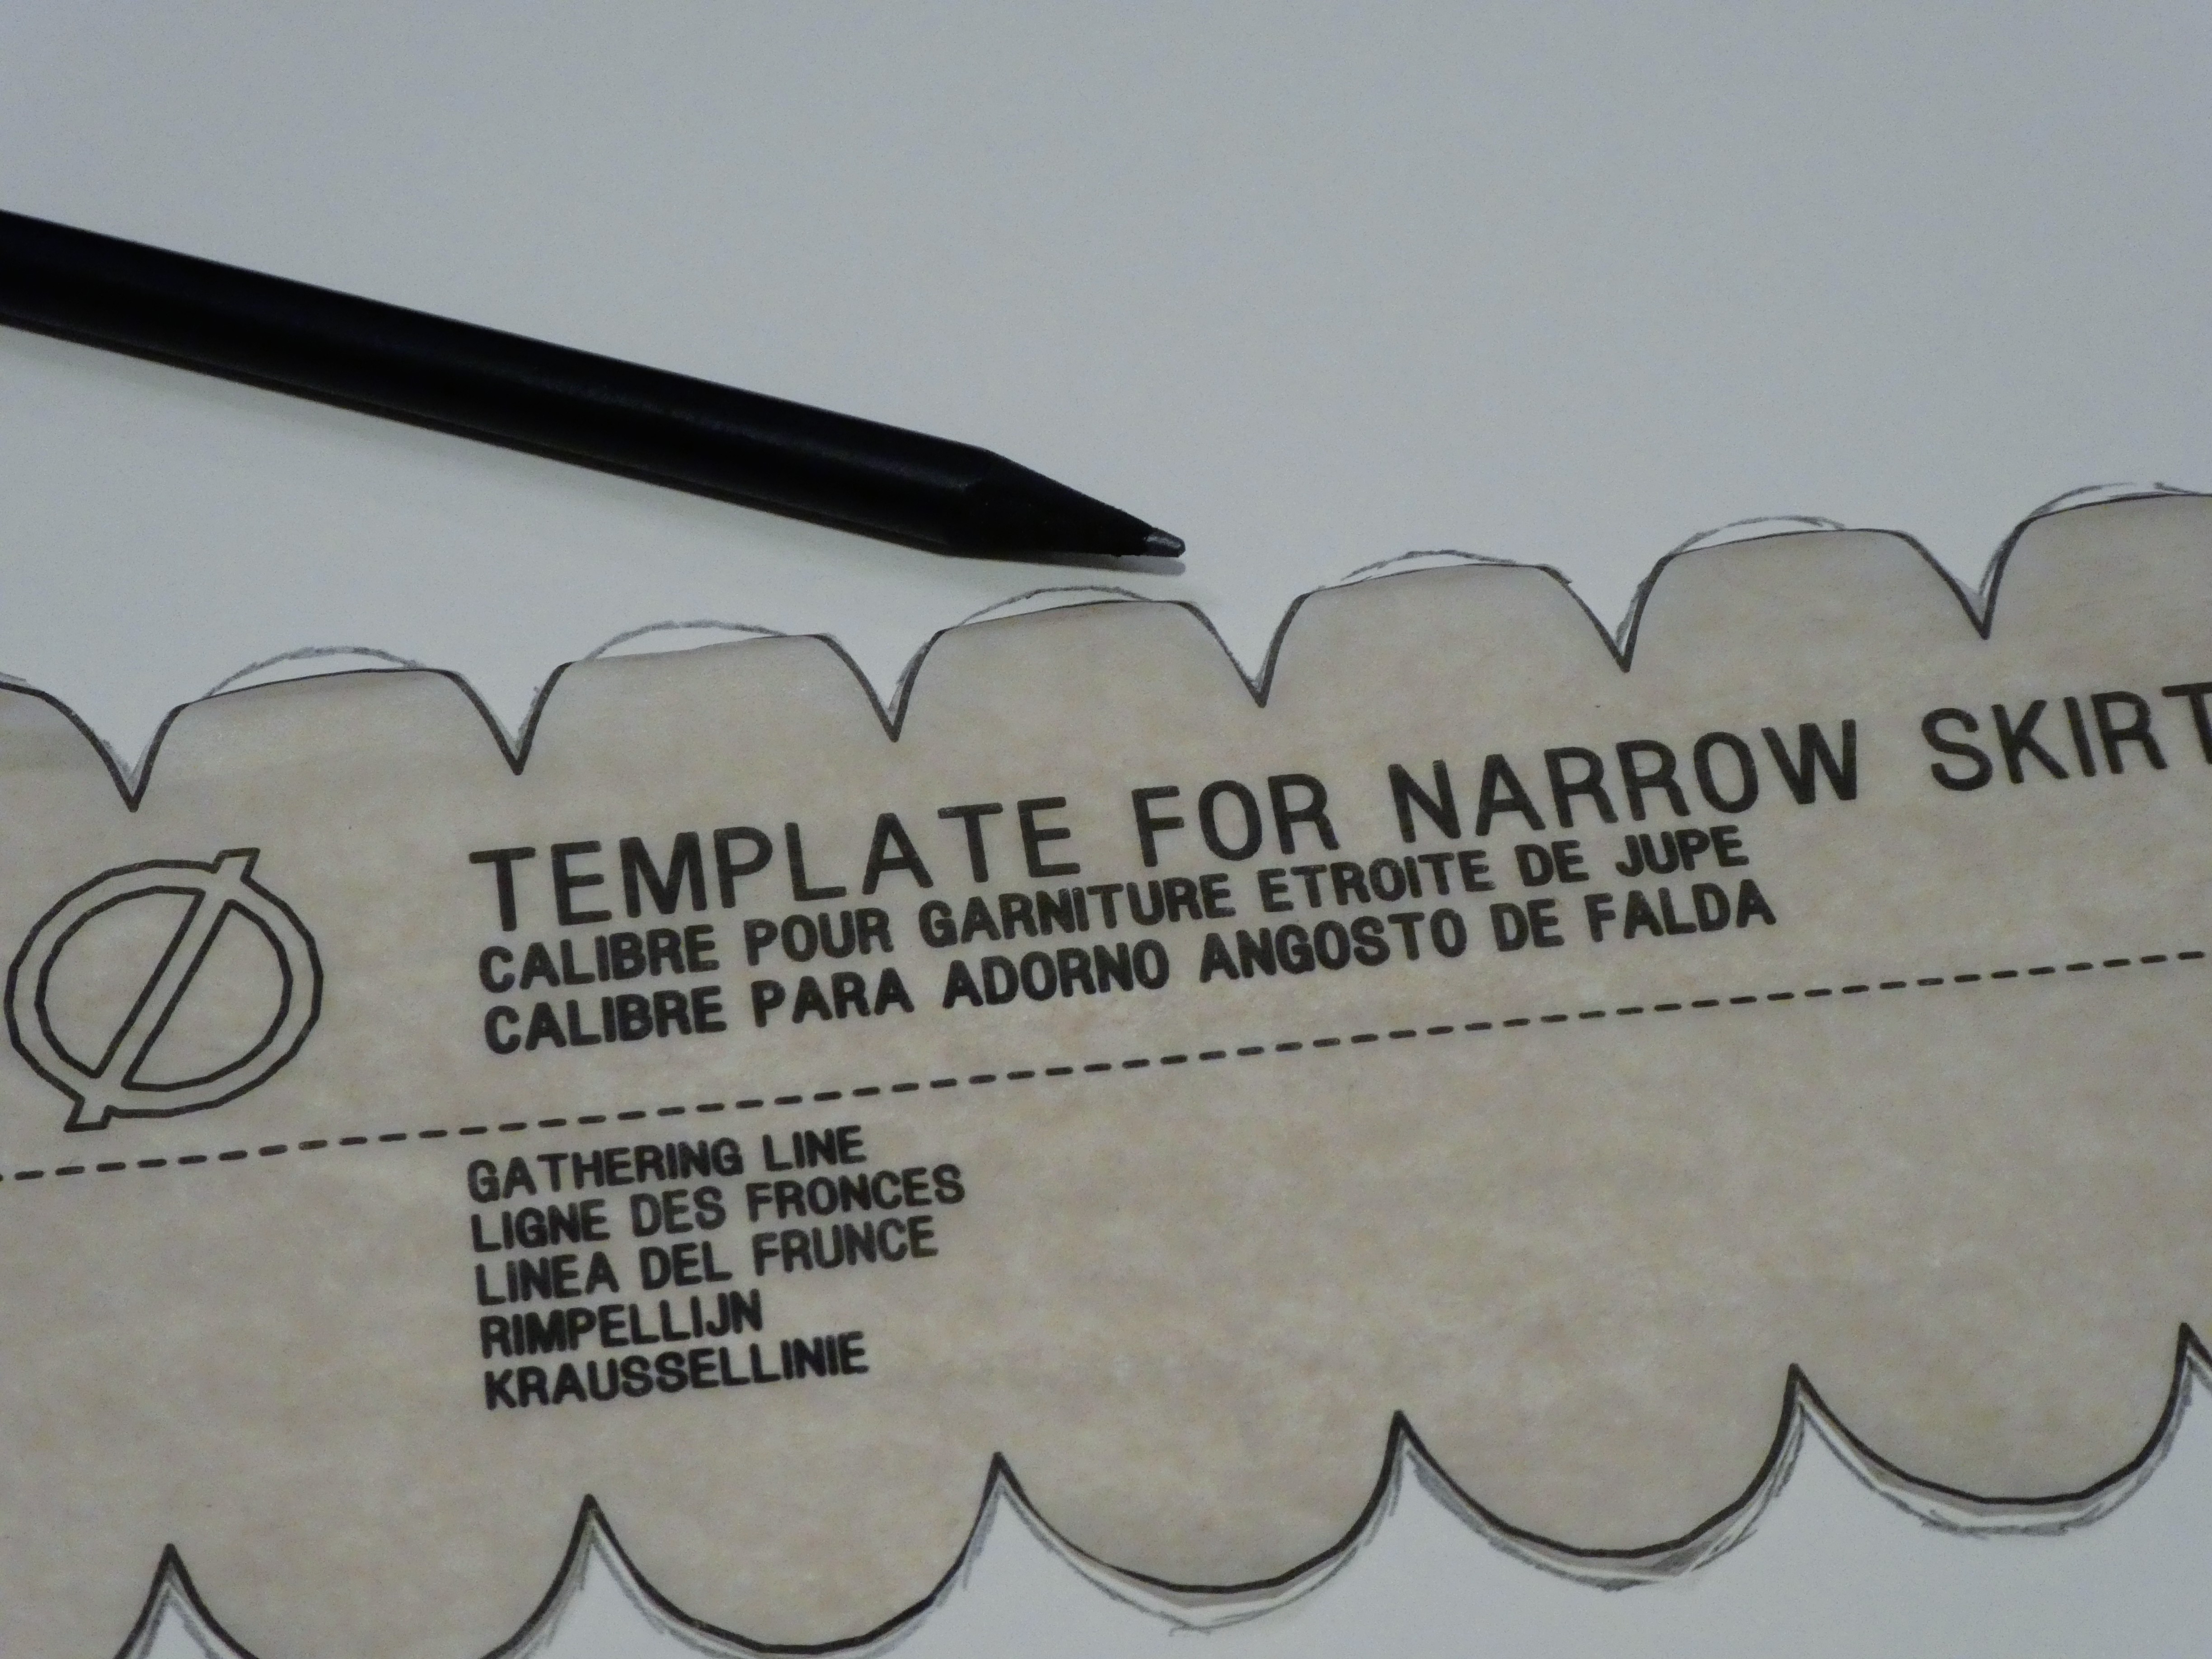 TEMPLATE FOR NARROW SKIRT
CALIBRE POUR GARNITURE ETROITE DE JUPE
CALIBRE PARA ADORNO ANGOSTO DE FALDA
GATHERING LINE
LIGNE DES FRONCES
LINEA DEL FRUNCE
RIMPELLIJN
KRAUSSELLINIE